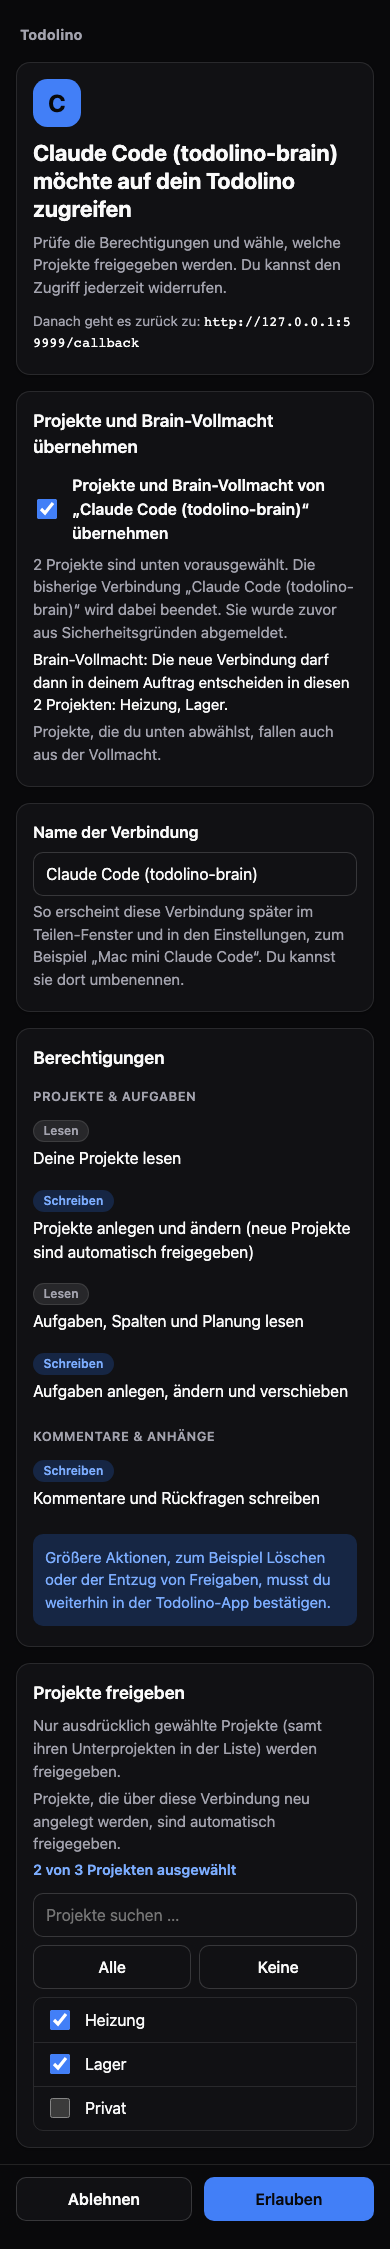 Todolino
C
Claude Code (todolino-brain)
möchte auf dein Todolino
zugreifen
Prüfe die Berechtigungen und wähle, welche
Projekte freigegeben werden. Du kannst den
Zugriff jederzeit widerrufen.
Danach geht es zurück zu: http://127.0.0.1:5
9999/callback
Projekte und Brain-Vollmacht
übernehmen
Projekte und Brain-Vollmacht von
„Claude Code (todolino-brain)“
übernehmen
2 Projekte sind unten vorausgewählt. Die
bisherige Verbindung „Claude Code (todolino-
brain)“ wird dabei beendet. Sie wurde zuvor
aus Sicherheitsgründen abgemeldet.
Brain-Vollmacht: Die neue Verbindung darf
dann in deinem Auftrag entscheiden in diesen
2 Projekten: Heizung, Lager.
Projekte, die du unten abwählst, fallen auch
aus der Vollmacht.
Name der Verbindung
Claude Code (todolino-brain)
So erscheint diese Verbindung später im
Teilen-Fenster und in den Einstellungen, zum
Beispiel „Mac mini Claude Code“. Du kannst
sie dort umbenennen.
Berechtigungen
PROJEKTE & AUFGABEN
Lesen
Deine Projekte lesen
Schreiben
Projekte anlegen und ändern (neue Projekte
sind automatisch freigegeben)
Lesen
Aufgaben, Spalten und Planung lesen
Schreiben
Aufgaben anlegen, ändern und verschieben
KOMMENTARE & ANHÄNGE
Schreiben
Kommentare und Rückfragen schreiben
Größere Aktionen, zum Beispiel Löschen
oder der Entzug von Freigaben, musst du
weiterhin in der Todolino-App bestätigen.
Projekte freigeben
Nur ausdrücklich gewählte Projekte (samt
ihren Unterprojekten in der Liste) werden
freigegeben.
Projekte, die über diese Verbindung neu
angelegt werden, sind automatisch
freigegeben.
2 von 3 Projekten ausgewählt
Projekte suchen ...
Alle
Keine
Heizung
Lager
Privat
Ablehnen
Erlauben